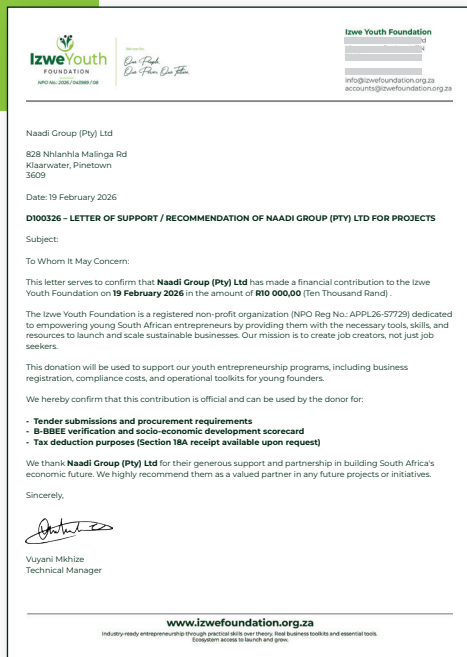 IzweYouth
FOUNDATION
One People.
One Future. One Nation.
Izwe Youth Foundation
info@izwefoundation.org.za
accounts@izwefoundation.org.za
Naadi Group (Pty) Ltd
828 Nhlanhla Malinga Rd
Klaarwater, Pinetown
3609
Date: 19 February 2026
D100326 – LETTER OF SUPPORT / RECOMMENDATION OF NAADI GROUP (PTY) LTD FOR PROJECTS
Subject:
To Whom It May Concern:
This letter serves to confirm that Naadi Group (Pty) Ltd has made a financial contribution to the Izwe
Youth Foundation on 19 February 2026 in the amount of R10 000,00 (Ten Thousand Rand) .
The Izwe Youth Foundation is a registered non-profit organization (NPO Reg No.: APPL26-57729) dedicated
to empowering young South African entrepreneurs by providing them with the necessary tools, skills, and
resources to launch and scale sustainable businesses. Our mission is to create job creators, not just job
seekers.
This donation will be used to support our youth entrepreneurship programs, including business
registration, compliance costs, and operational toolkits for young founders.
We hereby confirm that this contribution is official and can be used by the donor for:
- Tender submissions and procurement requirements
- B-BBEE verification and socio-economic development scorecard
- Tax deduction purposes (Section 18A receipt available upon request)
We thank Naadi Group (Pty) Ltd for their generous support and partnership in building South Africa's
economic future. We highly recommend them as a valued partner in any future projects or initiatives.
Sincerely,
Vuyani Mkhize
Technical Manager
www.izwefoundation.org.za
Industry-ready entrepreneurship through practical skills over theory. Real business toolkits and essential tools.
Ecosystem access to launch and grow.